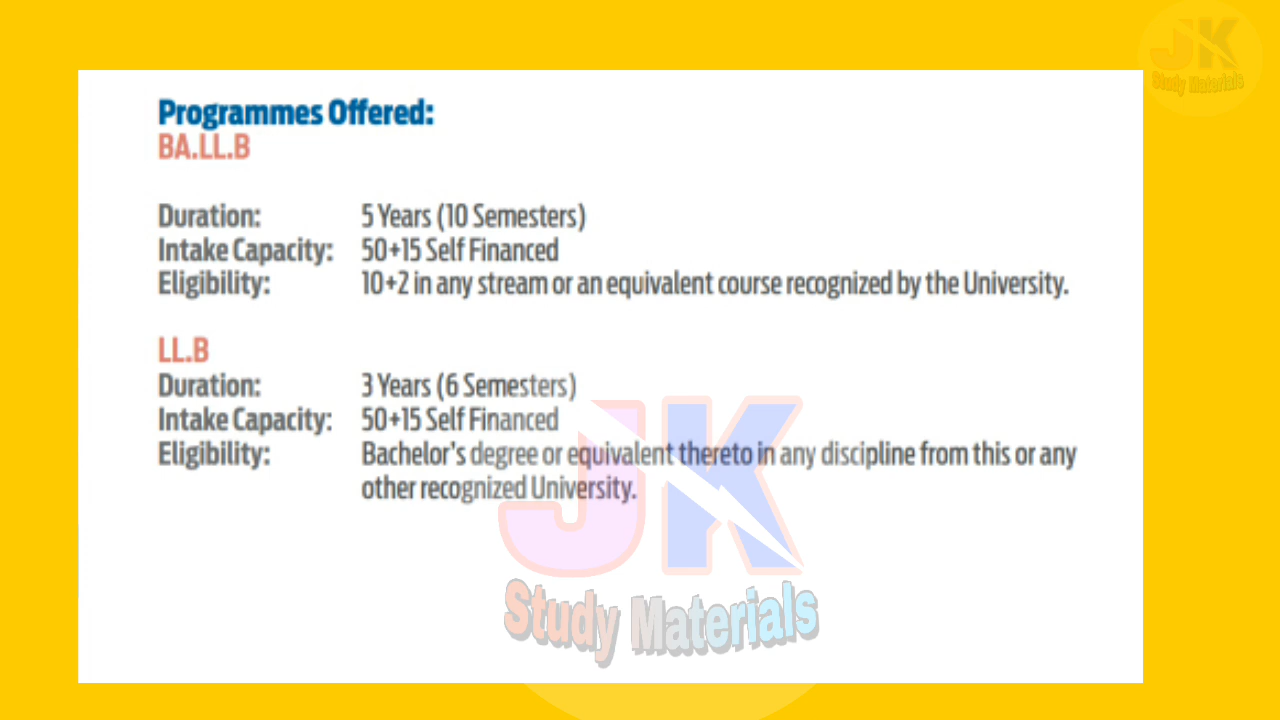 JK
Study Materials
Programmes Offered:
BA.LL.B
Duration: 5 Years (10 Semesters)
Intake Capacity: 50+15 Self Financed
Eligibility: 10+2 in any stream or an equivalent course recognized by the University.
LL.B
Duration: 3 Years (6 Semesters)
Intake Capacity: 50+15 Self Financed
Eligibility: Bachelor's degree or equivalent thereto in any discipline from this or any
other recognized University.
JK
Study Materials